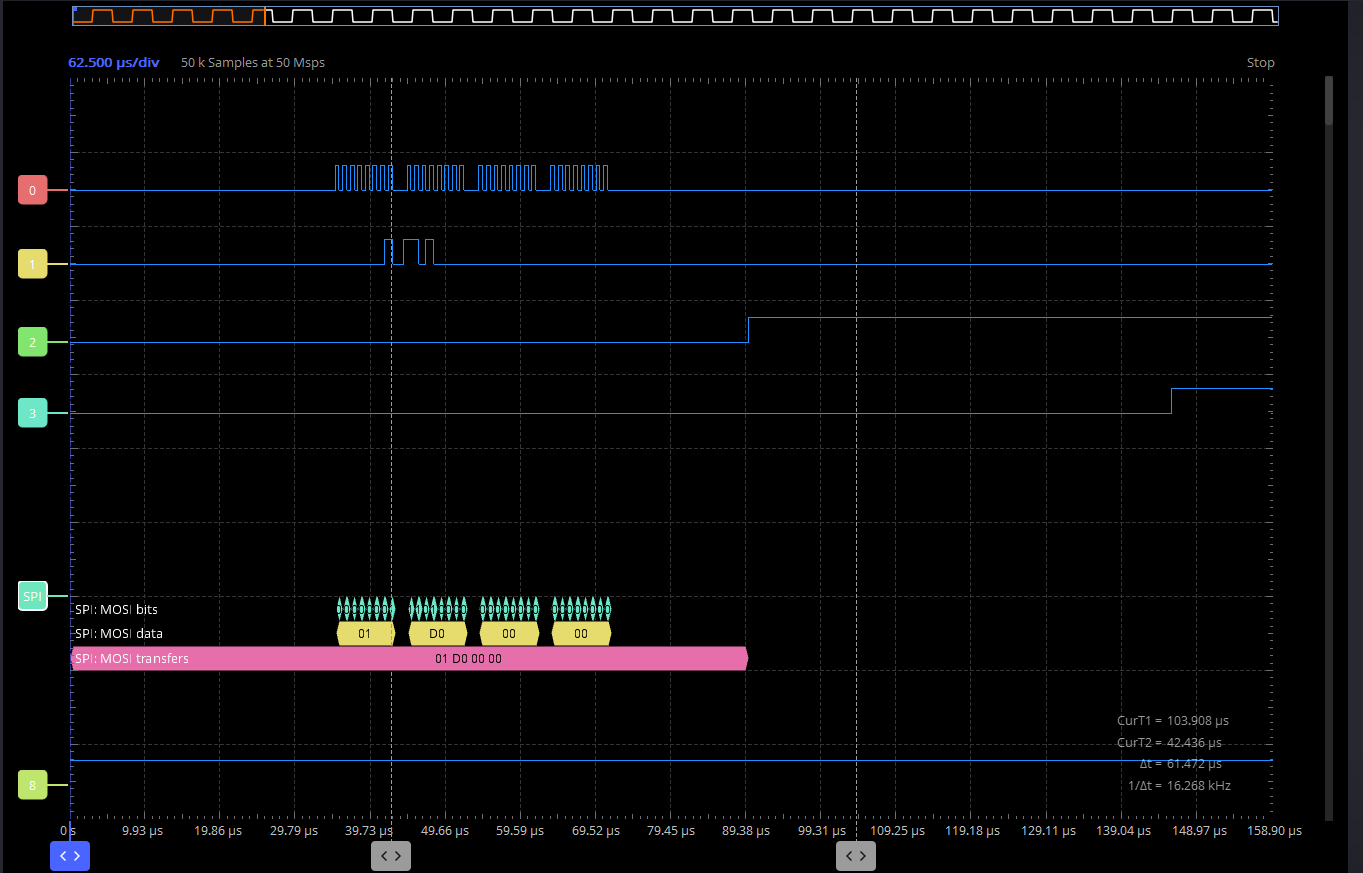 62.500 µs/div 50 k Samples at 50 Msps Stop
0
1
2
3
SPI
SPI: MOSI bits
SPI: MOSI data 01 D0 00 00
SPI: MOSI transfers 01 D0 00 00
CurT1 = 103.908 µs
CurT2 = 42.436 µs
Δt = 61.472 µs
8
1/Δt = 16.268 kHz
0 s 9.93 µs 19.86 µs 29.79 µs 39.73 µs 49.66 µs 59.59 µs 69.52 µs 79.45 µs 89.38 µs 99.31 µs 109.25 µs 119.18 µs 129.11 µs 139.04 µs 148.97 µs 158.90 µs